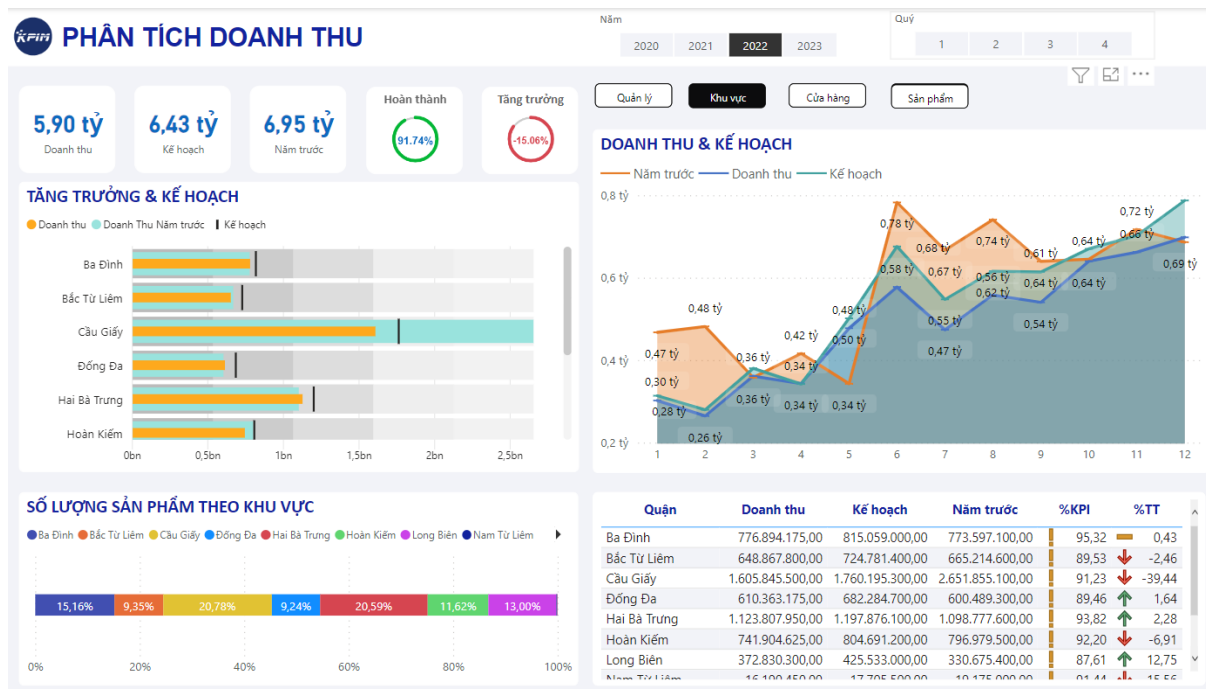 KPIM
PHÂN TÍCH DOANH THU
Năm
2020 2021 2022 2023
Quý
1 2 3 4
5,90 tỷ
Doanh thu
6,43 tỷ
Kế hoạch
6,95 tỷ
Năm trước
Hoàn thành
91.74%
Tăng trưởng
-15.06%
Quản lý Khu vực Cửa hàng Sản phẩm
TĂNG TRƯỞNG & KẾ HOẠCH
Doanh thu Doanh Thu Năm trước Kế hoạch
Ba Đình
Bắc Từ Liêm
Cầu Giấy
Đống Đa
Hai Bà Trưng
Hoàn Kiếm
0bn 0,5bn 1bn 1,5bn 2bn 2,5bn
DOANH THU & KẾ HOẠCH
Năm trước Doanh thu Kế hoạch
0,8 tỷ
0,72 tỷ
0,78 tỷ
0,74 tỷ
0,64 tỷ
0,66 tỷ
0,68 tỷ
0,61 tỷ
0,69 tỷ
0,6 tỷ
0,58 tỷ
0,67 tỷ
0,56 tỷ
0,64 tỷ
0,64 tỷ
0,62 tỷ
0,48 tỷ
0,48 tỷ
0,55 tỷ
0,54 tỷ
0,42 tỷ
0,50 tỷ
0,47 tỷ
0,36 tỷ
0,47 tỷ
0,4 tỷ
0,34 tỷ
0,30 tỷ
0,28 tỷ
0,36 tỷ
0,34 tỷ
0,34 tỷ
0,26 tỷ
0,2 tỷ
1 2 3 4 5 6 7 8 9 10 11 12
SỐ LƯỢNG SẢN PHẨM THEO KHU VỰC
Ba Đình Bắc Từ Liêm Cầu Giấy Đống Đa Hai Bà Trưng Hoàn Kiếm Long Biên Nam Từ Liêm
15,16% 9,35% 20,78% 9,24% 20,59% 11,62% 13,00%
0% 20% 40% 60% 80% 100%
Quận Doanh thu Kế hoạch Năm trước %KPI %TT
Ba Đình 776.894.175,00 815.059.000,00 773.597.100,00 95,32 0,43
Bắc Từ Liêm 648.867.800,00 724.781.400,00 665.214.600,00 89,53 -2,46
Cầu Giấy 1.605.845.500,00 1.760.195.300,00 2.651.855.100,00 91,23 -39,44
Đống Đa 610.363.175,00 682.284.700,00 600.489.300,00 89,46 1,64
Hai Bà Trưng 1.123.807.950,00 1.197.876.100,00 1.098.777.600,00 93,82 2,28
Hoàn Kiếm 741.904.625,00 804.691.200,00 796.979.500,00 92,20 -6,91
Long Biên 372.830.300,00 425.533.000,00 330.675.400,00 87,61 12,75
Nam Từ Liêm